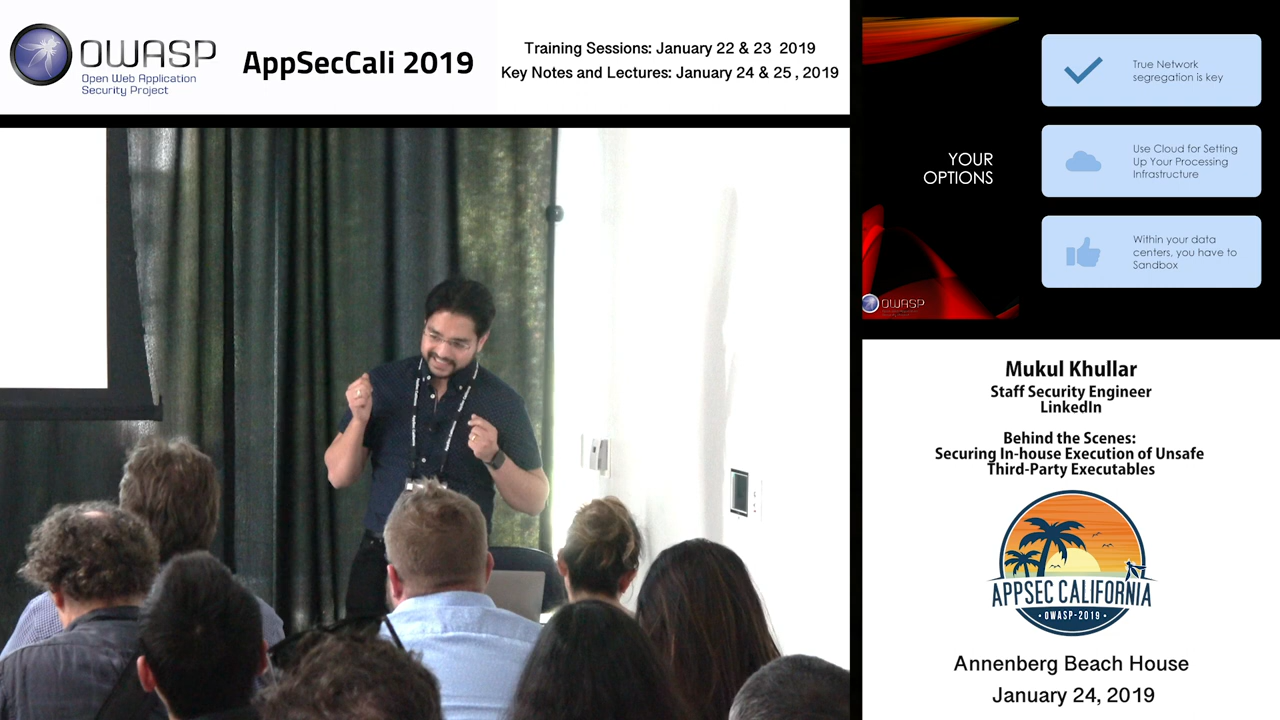 OWASP
Open Web Application
Security Project
AppSecCali 2019
Training Sessions: January 22 & 23 2019
Key Notes and Lectures: January 24 & 25 , 2019
YOUR
OPTIONS
True Network
segregation is key
Use Cloud for Setting
Up Your Processing
Infrastructure
Within your data
centers, you have to
Sandbox
OWASP
Mukul Khullar
Staff Security Engineer
LinkedIn
Behind the Scenes:
Securing In-house Execution of Unsafe
Third-Party Executables
APPSEC CALIFORNIA
• OWASP-2019 •
Annenberg Beach House
January 24, 2019